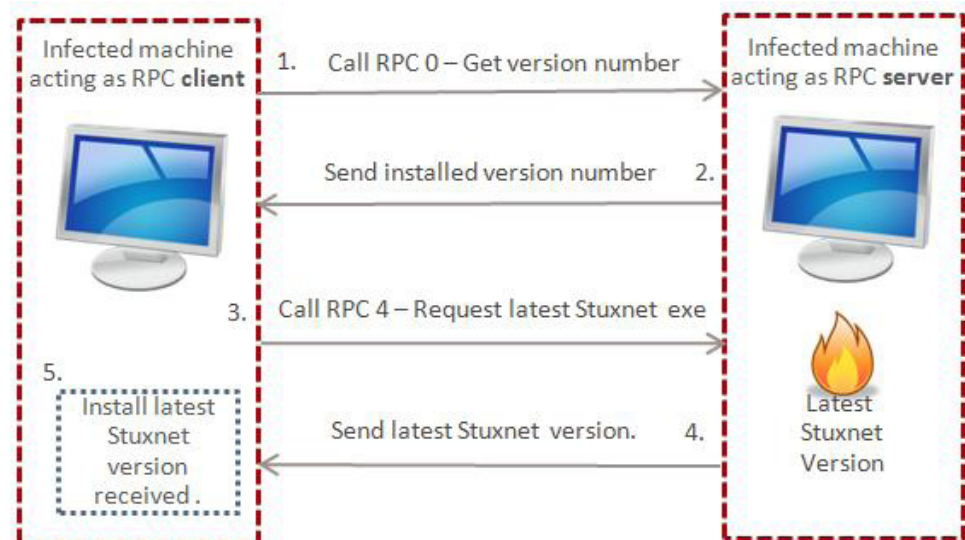 Infected machine
acting as RPC client
1.
Call RPC 0 – Get version number
Infected machine
acting as RPC server
Send installed version number
2.
3.
Call RPC 4 – Request latest Stuxnet exe
Latest
Stuxnet
Version
Send latest Stuxnet version.
4.
5.
Install latest
Stuxnet
version
received .